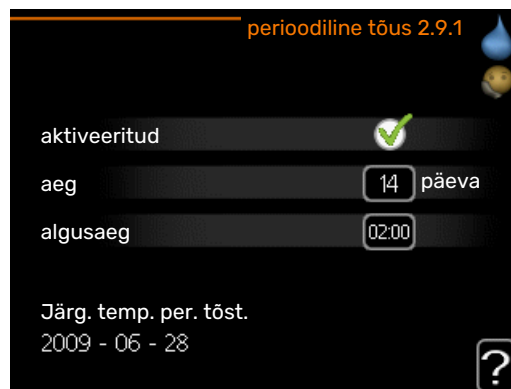 perioodiline tõus 2.9.1
aktiveeritud
aeg 14 päeva
algusaeg 02:00
Järg. temp. per. tõst.
2009 - 06 - 28
?